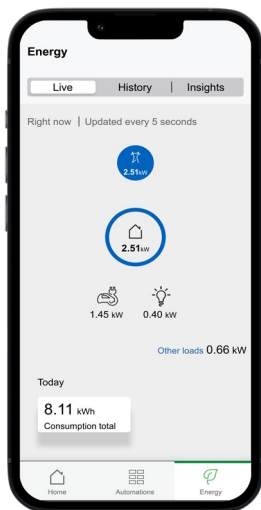 Energy
Live History | Insights
Right now | Updated every 5 seconds
2.51kW
2.51kW
1.45 kW 0.40 kW
Other loads 0.66 kW
Today
8.11 kWh
Consumption total
Home Automations Energy